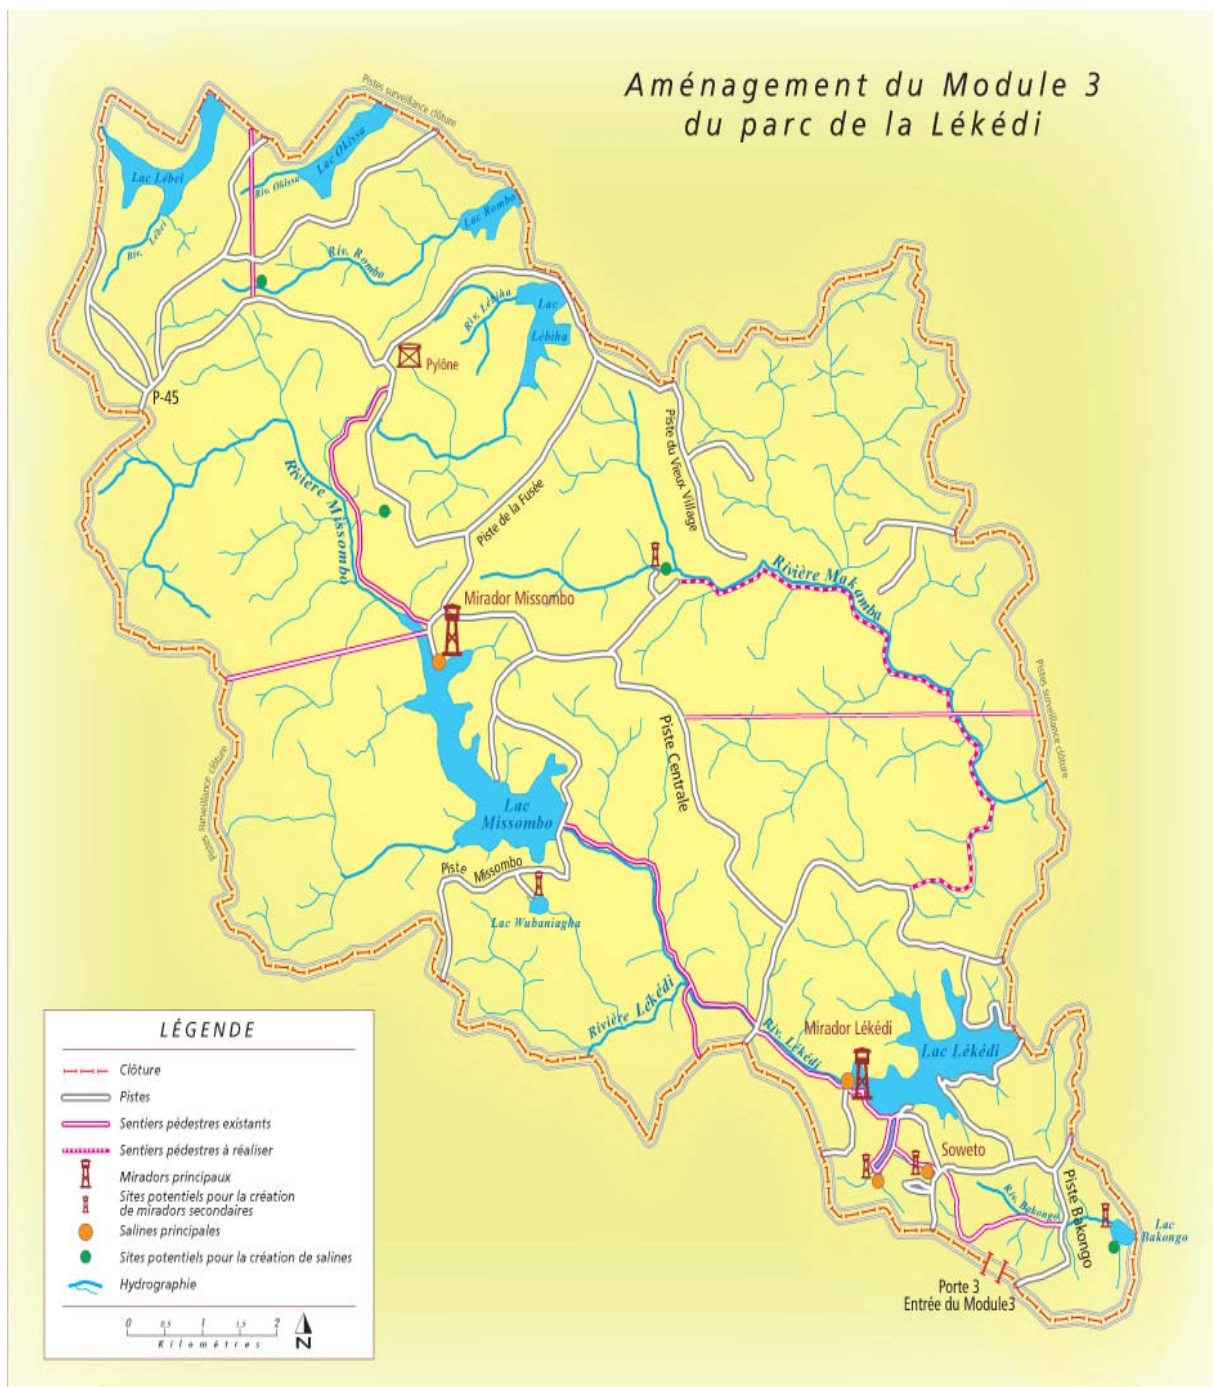 Aménagement du Module 3
du parc de la Lékédi
Pistes surveillance clôture
Lac Lébei
Riv. Lébei
Lac Okissa
Riv. Okissa
Lac Rombo
Riv. Rombo
Riv. Lébiha
Lac
Lébiha
Pylône
P-45
Rivière Missombo
Piste de la Fusée
Piste du Vieux Village
Rivière Makamba
Mirador Missombo
Pistes surveillance clôture
Piste Centrale
Pistes surveillance clôture
Lac
Missombo
Piste Missombo
Lac Wubaniagha
Rivière Lékédi
Riv. Lékédi
Mirador Lékédi
Lac Lékédi
Soweto
Riv. Bakongo
Piste Bakongo
Lac
Bakongo
Porte 3
Entrée du Module3
LÉGENDE
Clôture
Pistes
Sentiers pédestres existants
Sentiers pédestres à réaliser
Miradors principaux
Sites potentiels pour la création
de miradors secondaires
Salines principales
Sites potentiels pour la création de salines
Hydrographie
0 0,5 1 1,5 2
Kilomètres
N